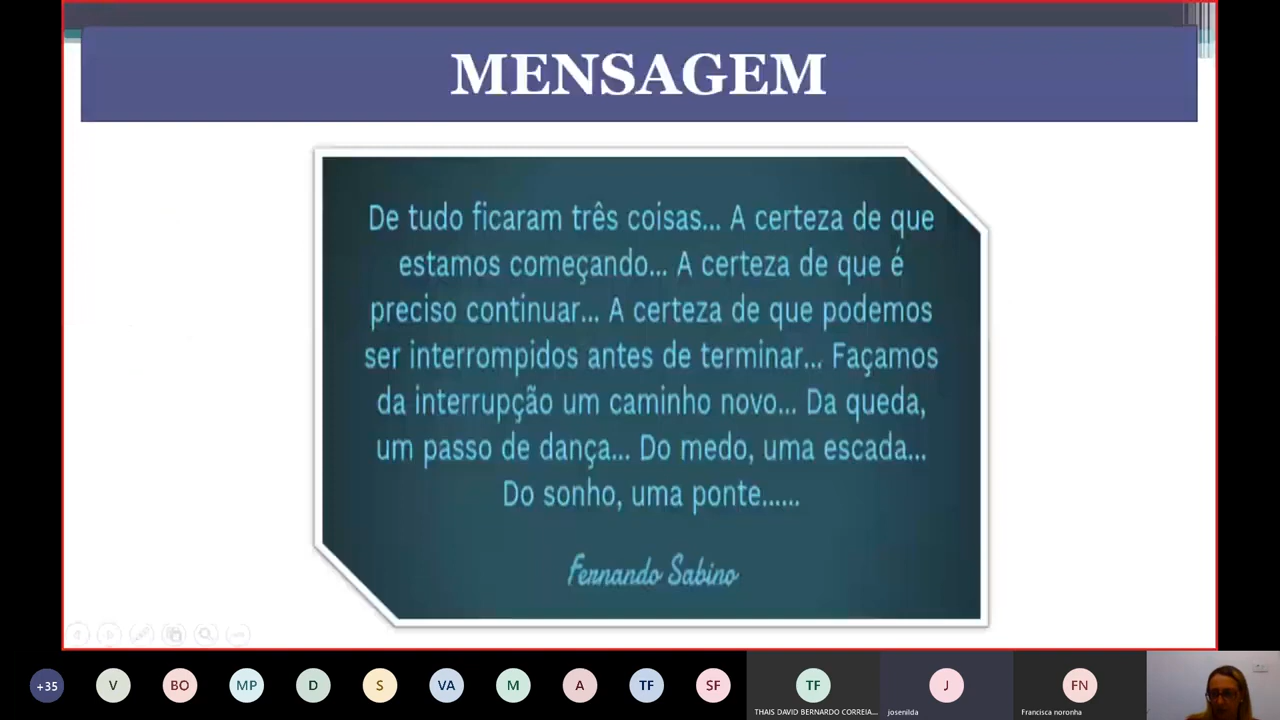 MENSAGEM
De tudo ficaram três coisas... A certeza de que
estamos começando... A certeza de que é
preciso continuar... A certeza de que podemos
ser interrompidos antes de terminar... Façamos
da interrupção um caminho novo... Da queda,
um passo de dança... Do medo, uma escada...
Do sonho, uma ponte......
Fernando Sabino
+35 V BO MP D S VA M A TF SF TF J FN
THAIS DAVID BERNARDO CORREIA... josenilda Francisca noronha